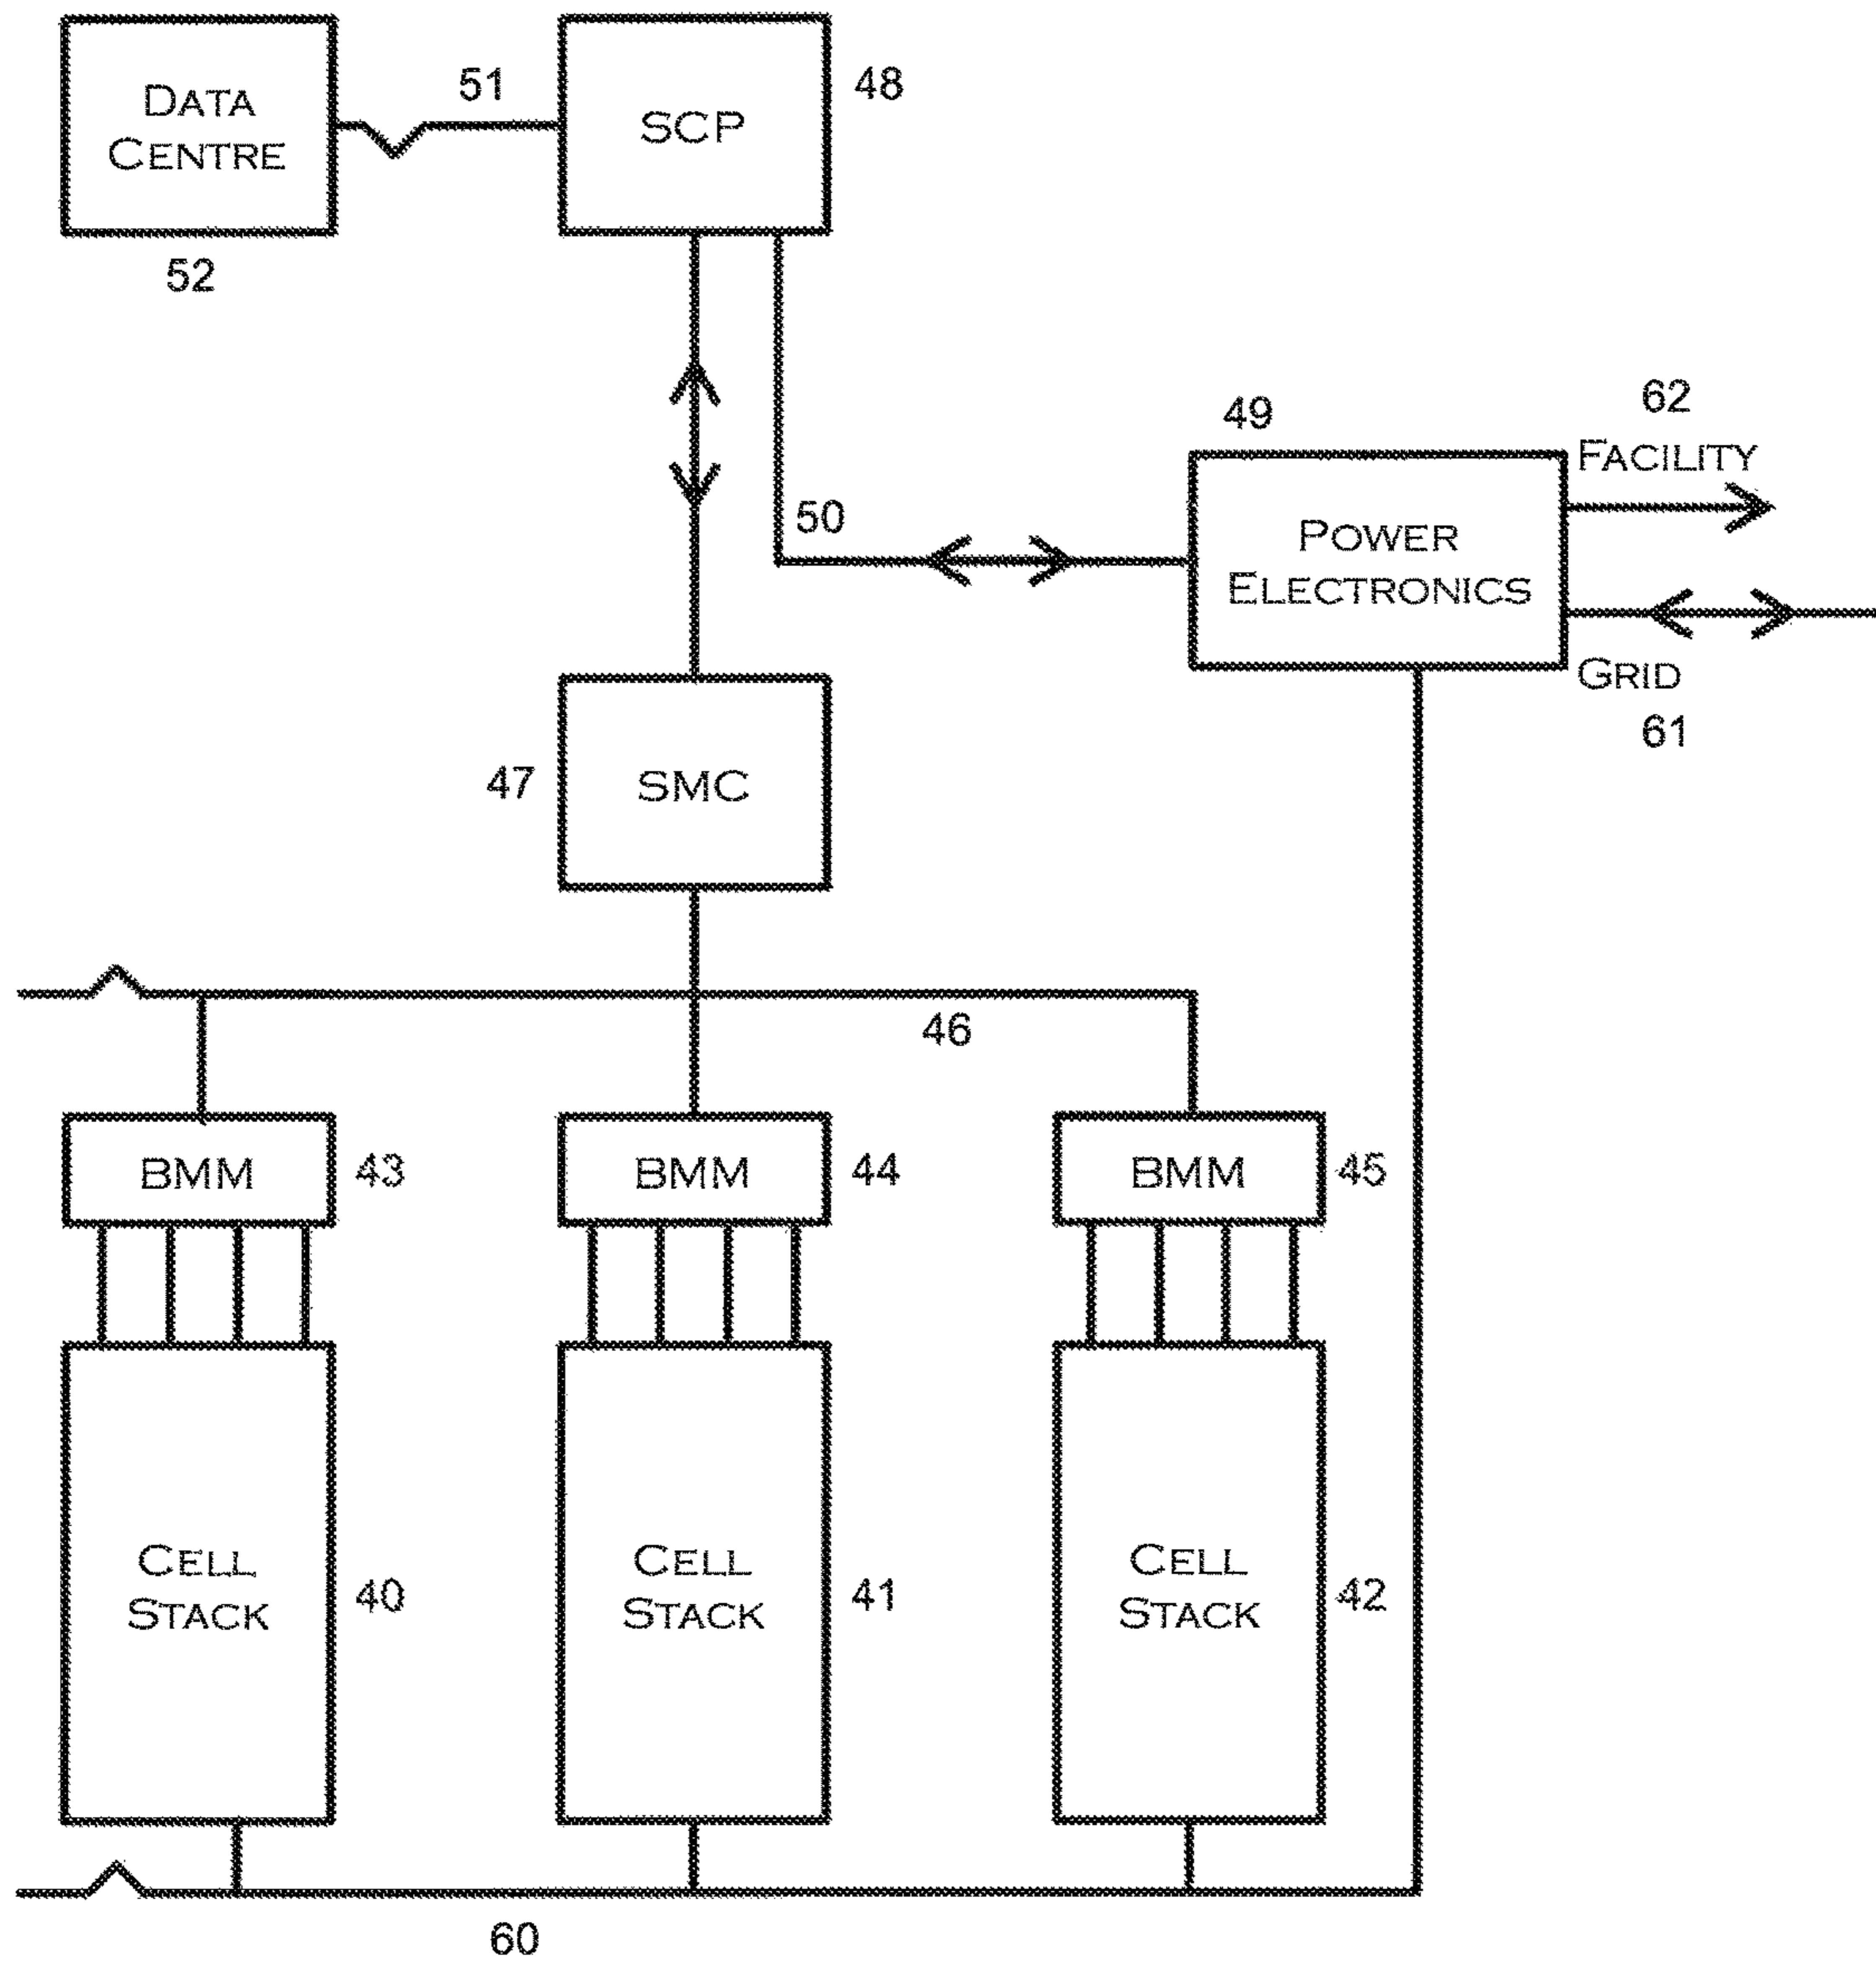 DATA
CENTRE
52
51
SCP
48
50
49
POWER
ELECTRONICS
62
FACILITY
GRID
61
47
SMC
46
BMM
43
BMM
44
BMM
45
CELL
STACK
40
CELL
STACK
41
CELL
STACK
42
60